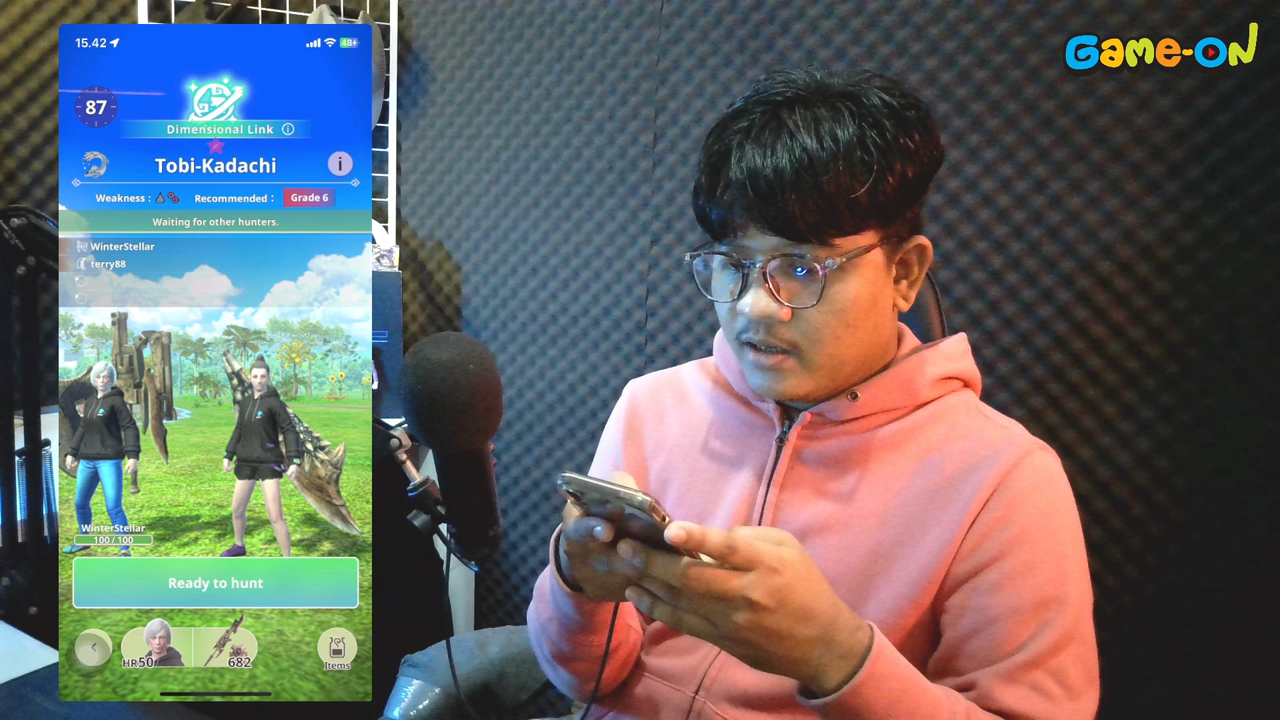 15.42
48
GAME-ON
87
Dimensional Link
Tobi-Kadachi
i
Weakness : Recommended : Grade 6
Waiting for other hunters.
WinterStellar
terry88
WinterStellar
100 / 100
Ready to hunt
HR50
682
Items